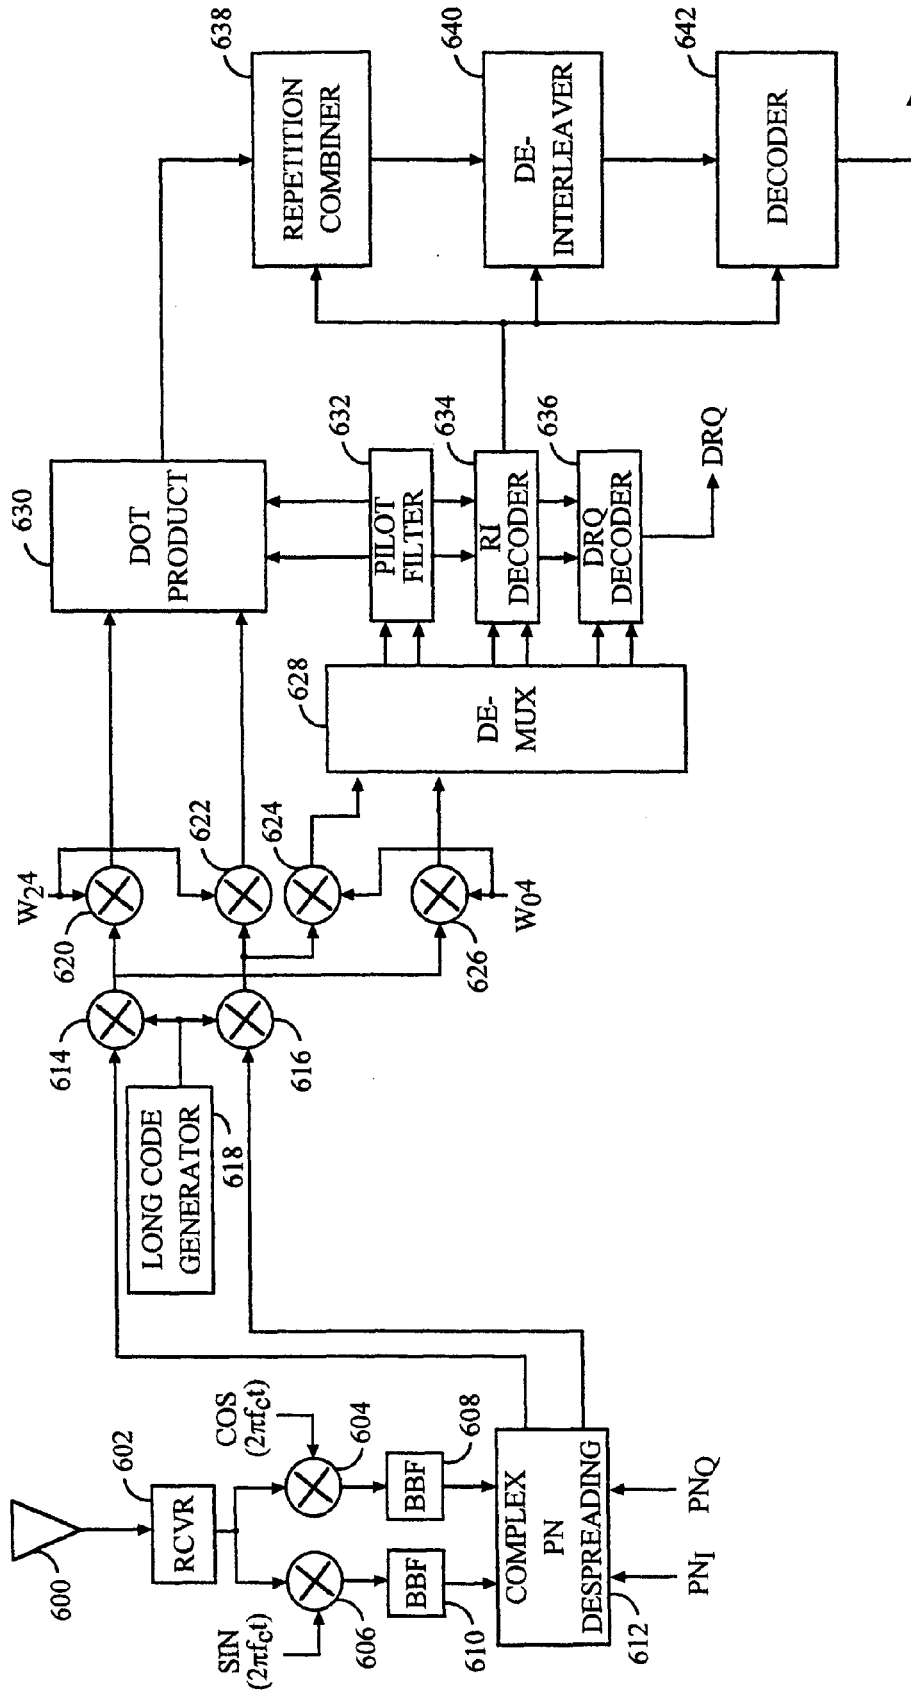 600
602
RCVR
SIN
(2πfct)
COS
(2πfct)
606
604
BBF
BBF
610
608
COMPLEX
PN
DESPREADING
612
PNI
PNQ
LONG CODE
GENERATOR
618
614
616
W24
620
622
624
626
W04
628
DE-
MUX
630
DOT
PRODUCT
632
PILOT
FILTER
634
RI
DECODER
636
DRQ
DECODER
DRQ
638
REPETITION
COMBINER
640
DE-
INTERLEAVER
642
DECODER